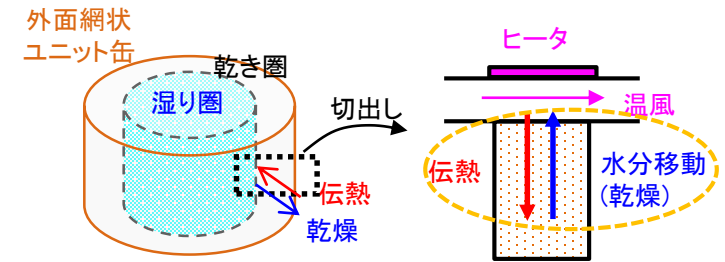 外面網状
ユニット缶
乾き圏
湿り圏
切出し
伝熱
乾燥
ヒータ
温風
伝熱
水分移動
(乾燥)